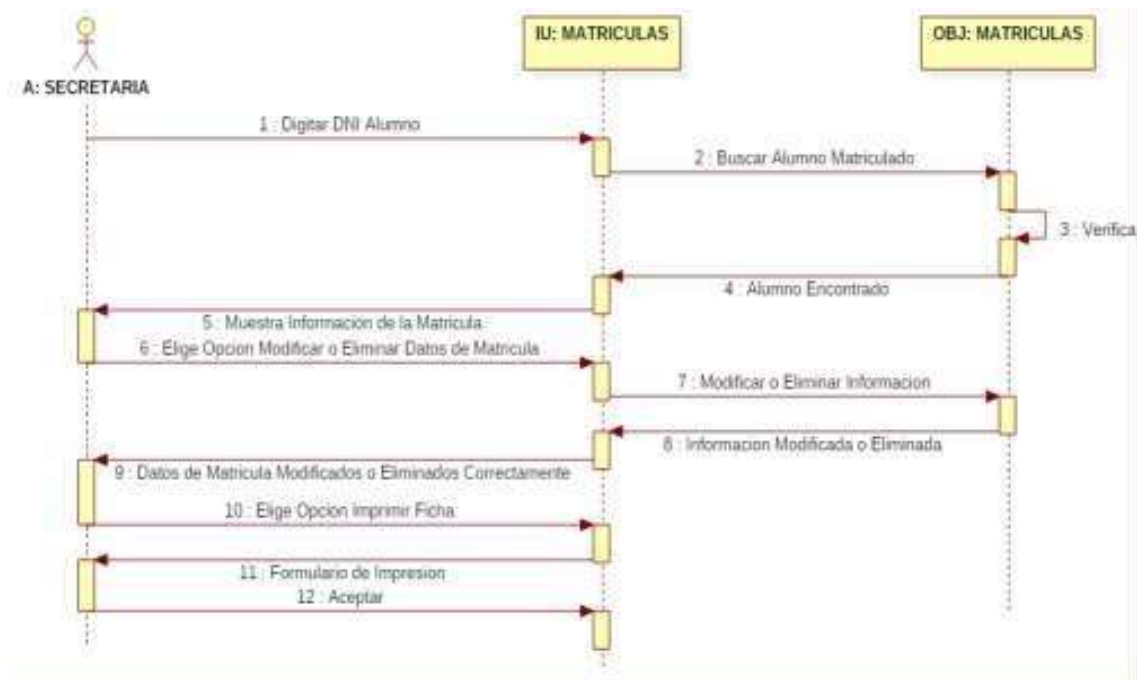 IU: MATRICULAS
OBJ: MATRICULAS
A: SECRETARIA
1 : Digitar DNI Alumno
2 : Buscar Alumno Matriculado
3 : Verifica
4 : Alumno Encontrado
5 : Muestra Informacion de la Matricula
6 : Elige Opcion Modificar o Eliminar Datos de Matricula
7 : Modificar o Eliminar Informacion
8 : Informacion Modificada o Eliminada
9 : Datos de Matricula Modificados o Eliminados Correctamente
10 : Elige Opcion Imprimir Ficha
11 : Formulario de Impresion
12 : Aceptar